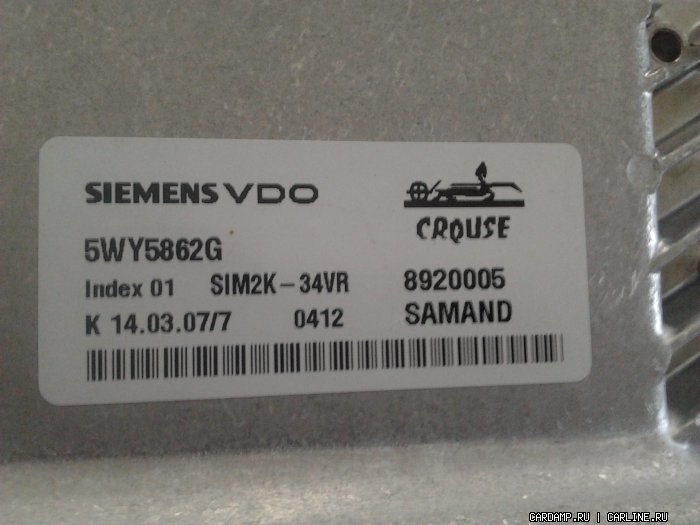 SIEMENS VDO
CROUSE
5WY5862G
Index 01 SIM2K-34VR 8920005
K 14.03.07/7 0412 SAMAND
CARDAMP.RU | CARLINE.RU